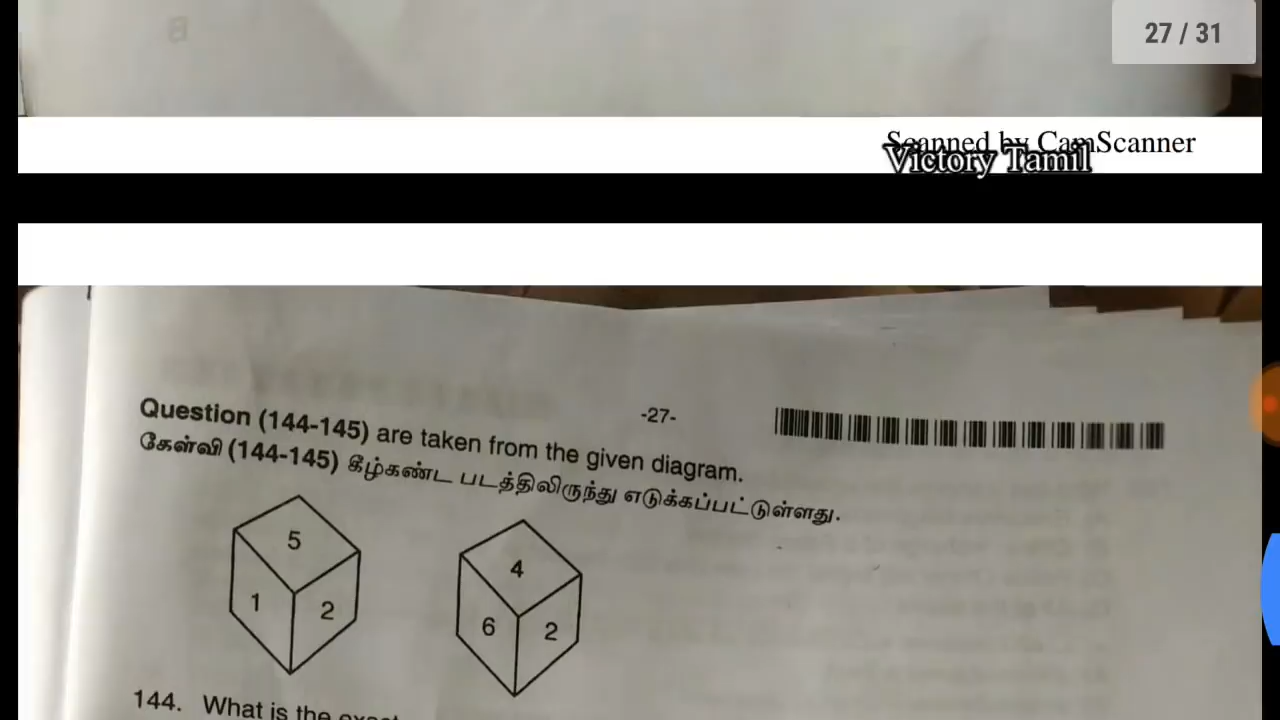 27 / 31
Scanned by CamScanner
Victory Tamil
-27-
Question (144-145) are taken from the given diagram.
கேள்வி (144-145) கீழ்கண்ட படத்திலிருந்து எடுக்கப்பட்டுள்ளது.
5
1
2
4
6
2
144. What is the